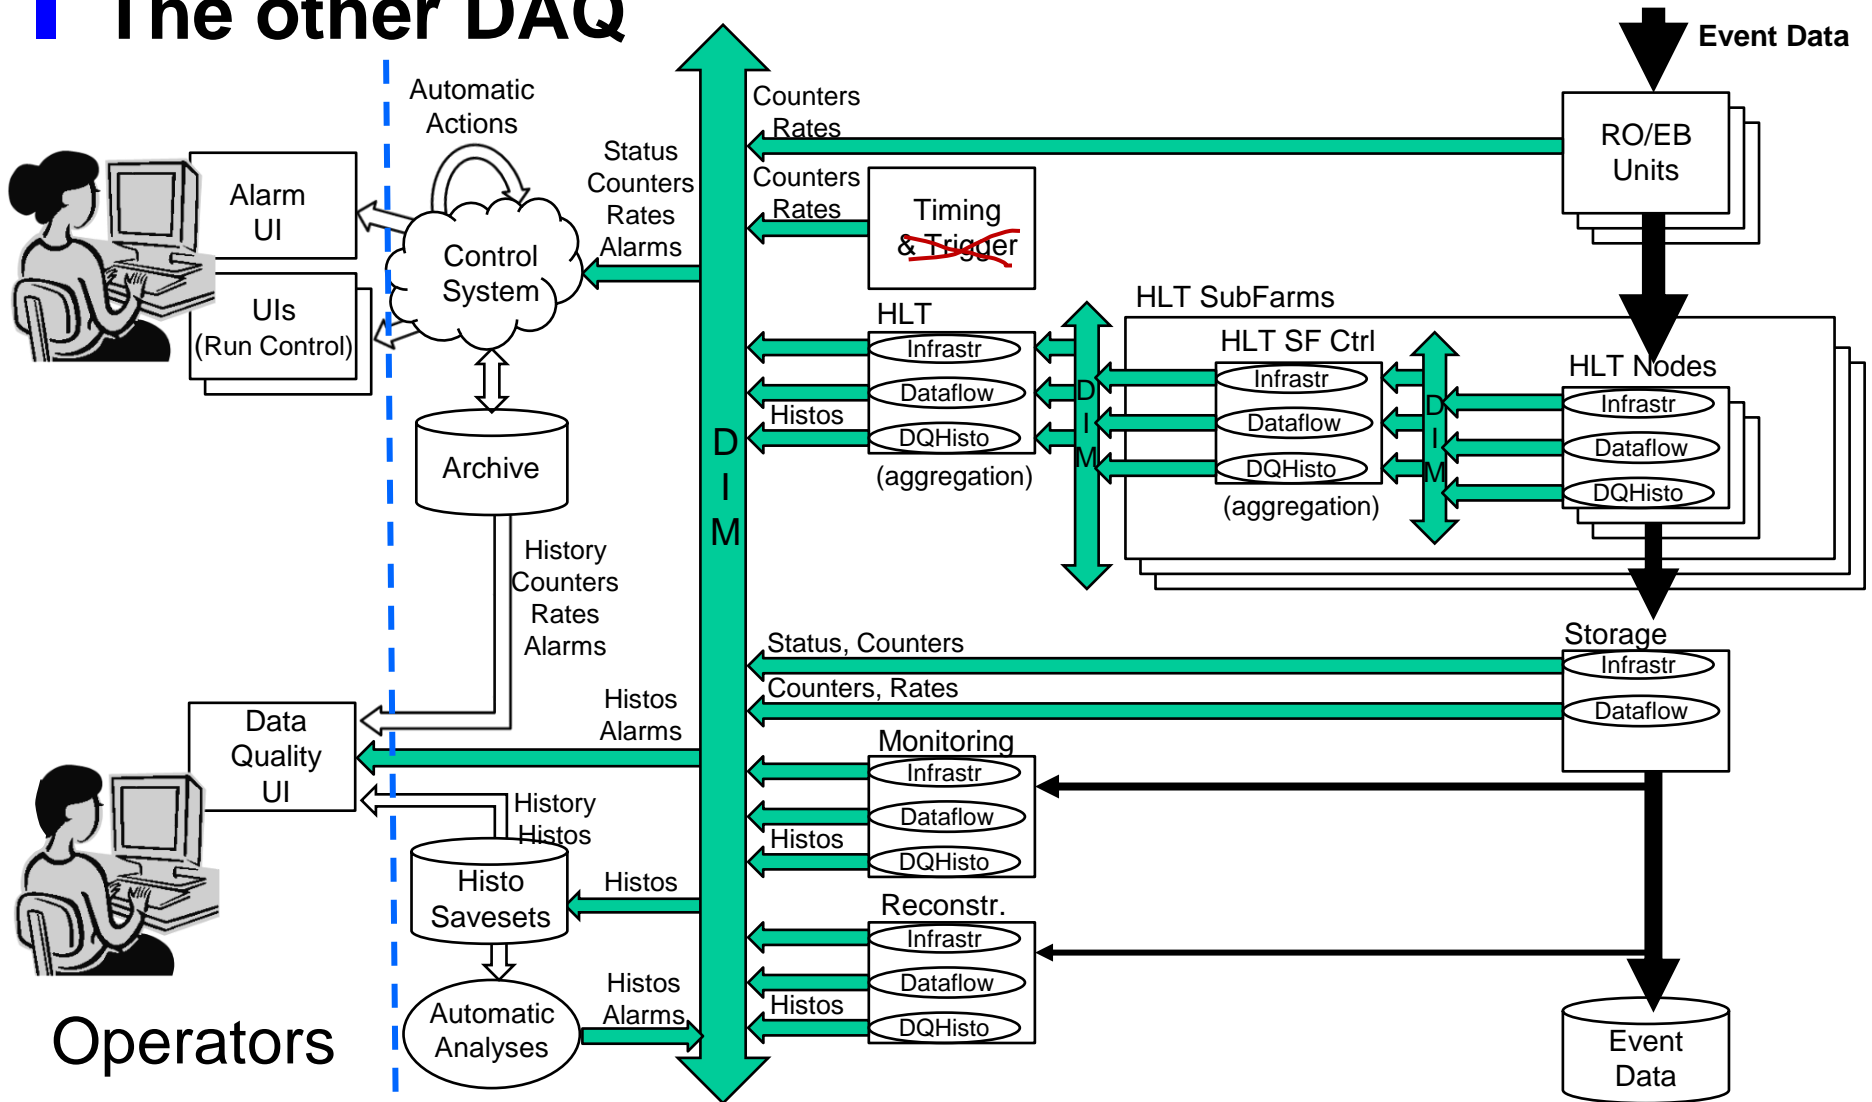 The other DAQ
Event Data
Automatic
Actions
Counters
Rates
RO/EB
Units
Status
Counters
Rates
Alarms
Counters
Rates
Timing
& Trigger
Alarm
UI
Control
System
UIs
(Run Control)
HLT SubFarms
HLT
Infrastr
Dataflow
Histos
DQHisto
(aggregation)
D
I
M
HLT SF Ctrl
Infrastr
Dataflow
DQHisto
(aggregation)
D
I
M
HLT Nodes
Infrastr
Dataflow
DQHisto
D
I
M
Archive
History
Counters
Rates
Alarms
Status, Counters
Counters, Rates
Storage
Infrastr
Dataflow
Data
Quality
UI
Histos
Alarms
Monitoring
Infrastr
Dataflow
Histos
DQHisto
History
Histos
Histo
Savesets
Histos
Reconstr.
Infrastr
Dataflow
Histos
DQHisto
Automatic
Analyses
Histos
Alarms
Operators
Event
Data